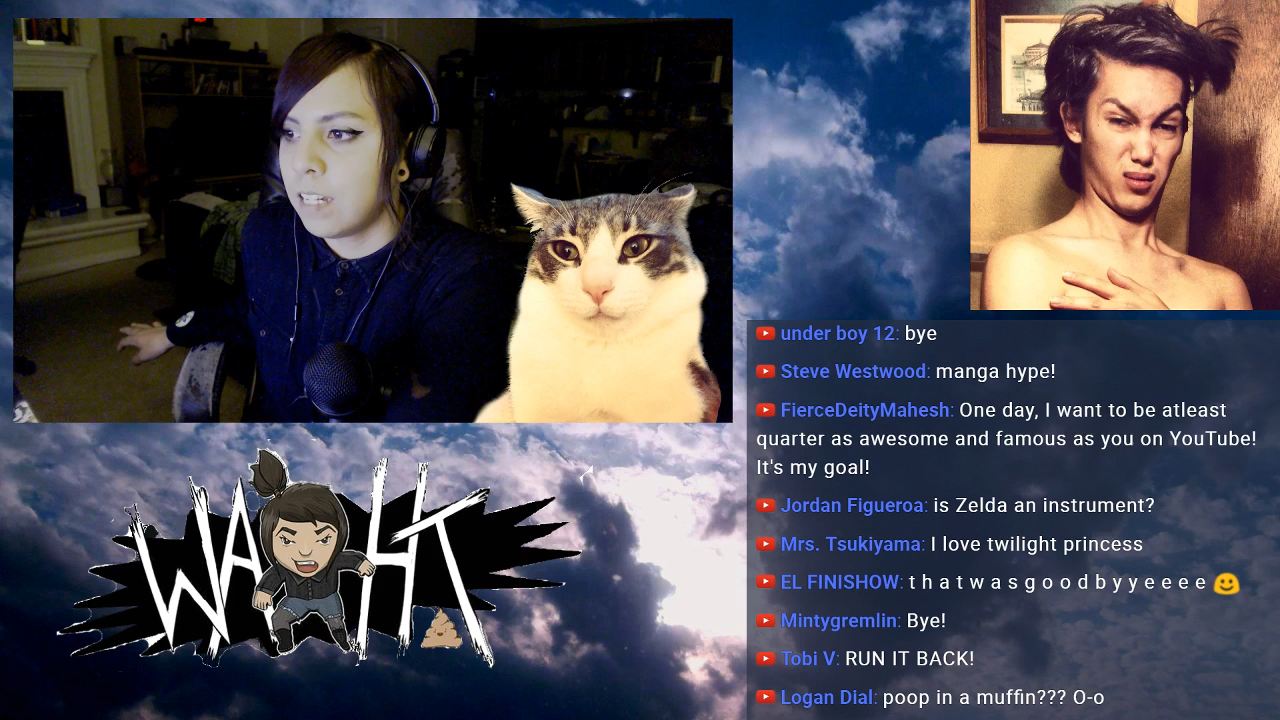 WAHT
under boy 12: bye
Steve Westwood: manga hype!
FierceDeityMahesh: One day, I want to be atleast
quarter as awesome and famous as you on YouTube!
It's my goal!
Jordan Figueroa: is Zelda an instrument?
Mrs. Tsukiyama: I love twilight princess
EL FINISHOW: t h a t w a s g o o d b y y e e e e
Mintygremlin: Bye!
Tobi V: RUN IT BACK!
Logan Dial: poop in a muffin??? O-o